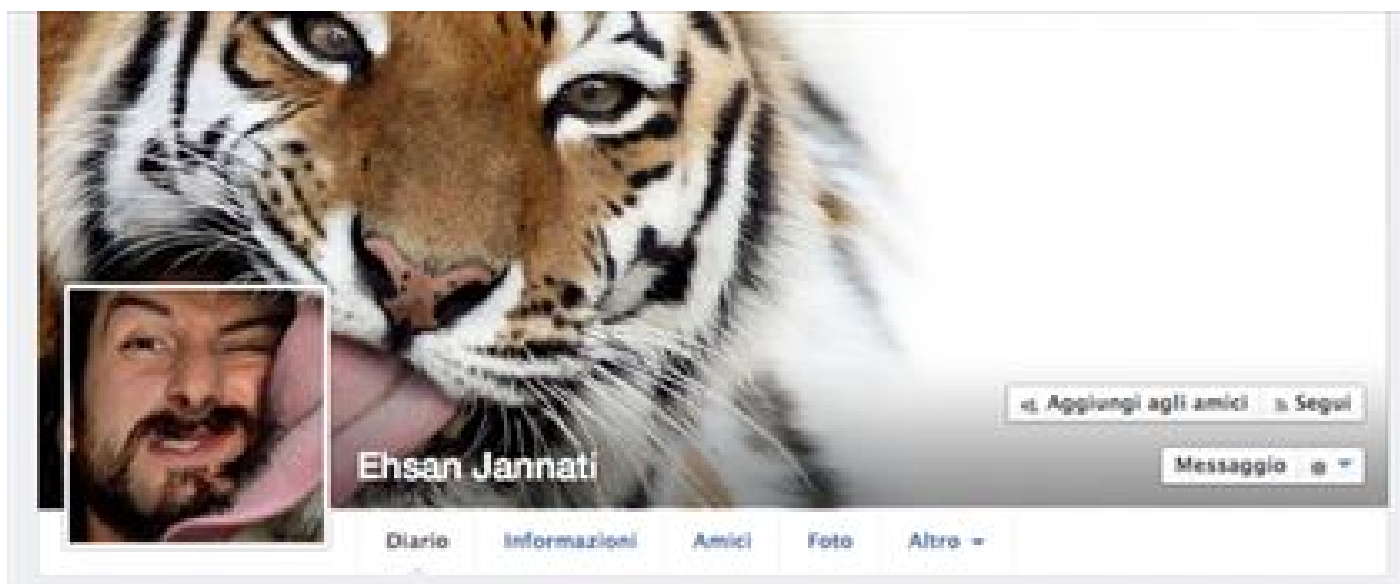 Aggiungi agli amici Segui
Ehsan Jannati
Messaggio
Diario Informazioni Amici Foto Altro